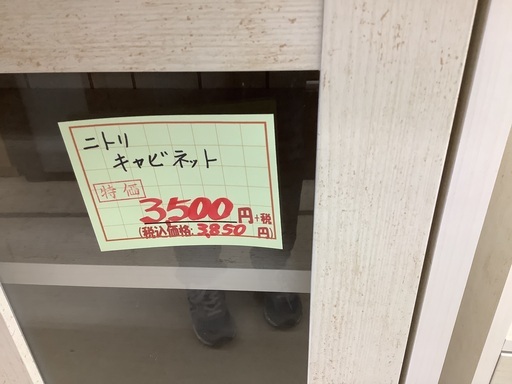 ニトリ
キャビネット
特価
3500円+税
(税込価格:3,850円)